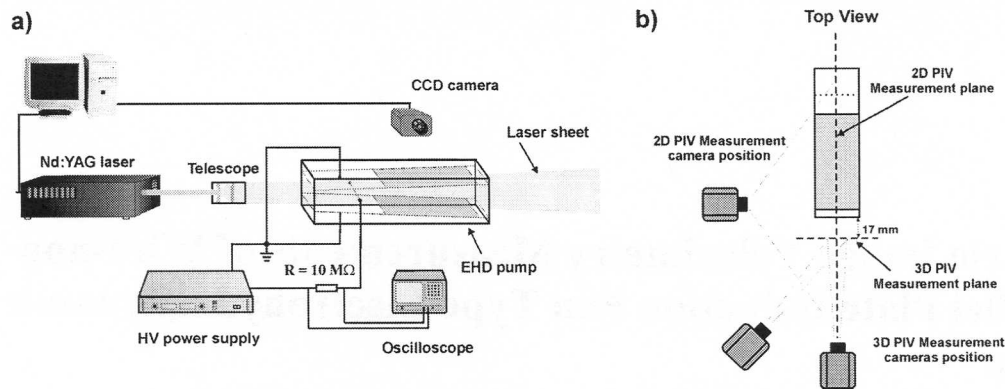 a)
CCD camera
Laser sheet
Nd:YAG laser
Telescope
EHD pump
R = 10 MΩ
HV power supply
Oscilloscope
b)
Top View
2D PIV
Measurement plane
2D PIV Measurement
camera position
17 mm
3D PIV
Measurement plane
3D PIV Measurement
cameras position